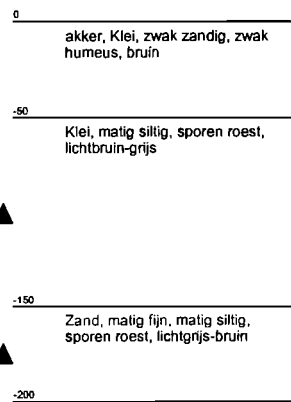 0
akker, Klei, zwak zandig, zwak
humeus, bruin
-50
Klei, matig siltig, sporen roest,
lichtbruin-grijs
-150
Zand, matig fijn, matig siltig,
sporen roest, lichtgrijs-bruin
-200